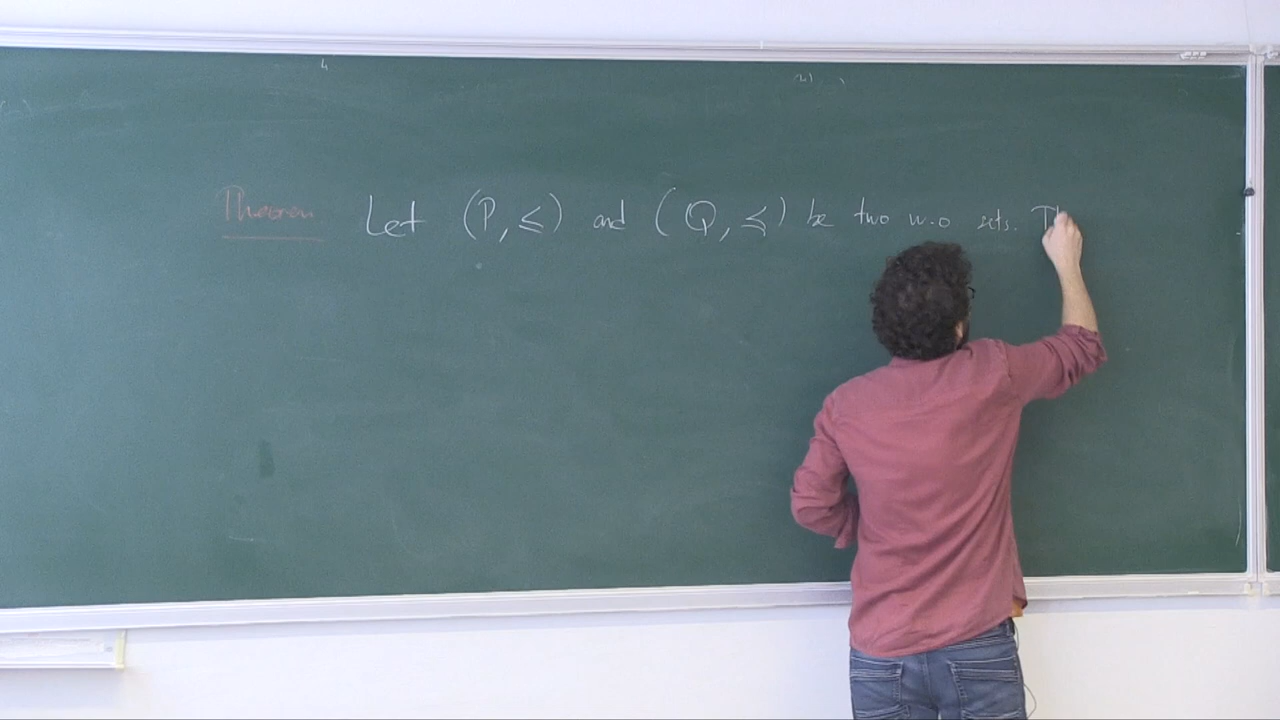 Theorem Let (P, ≤) and (Q, ≤) be two w.o sets. Th